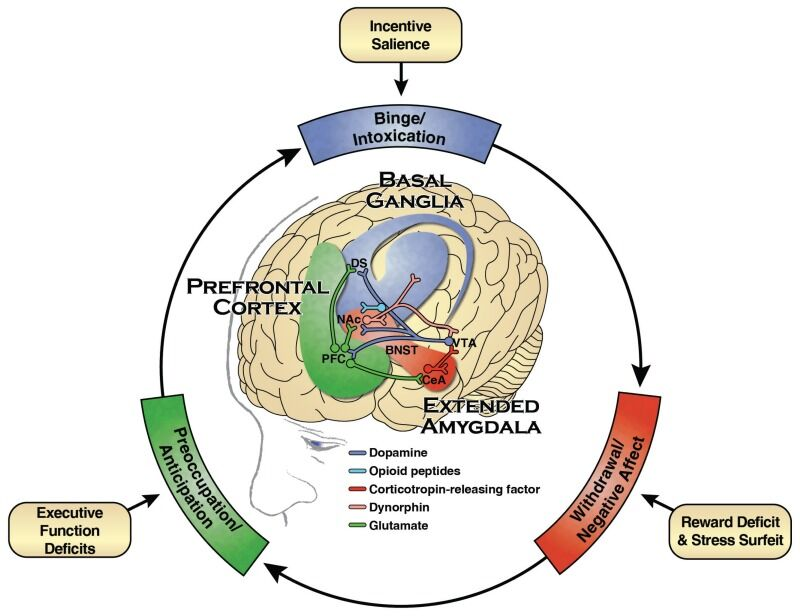 Incentive
Salience
Binge/
Intoxication
BASAL
GANGLIA
PREFRONTAL
CORTEX
DS
NAc
VTA
BNST
PFC
CeA
EXTENDED
AMYGDALA
Preoccupation/
Anticipation
Withdrawal/
Negative Affect
Dopamine
Opioid peptides
Corticotropin-releasing factor
Dynorphin
Glutamate
Executive
Function
Deficits
Reward Deficit
& Stress Surfeit